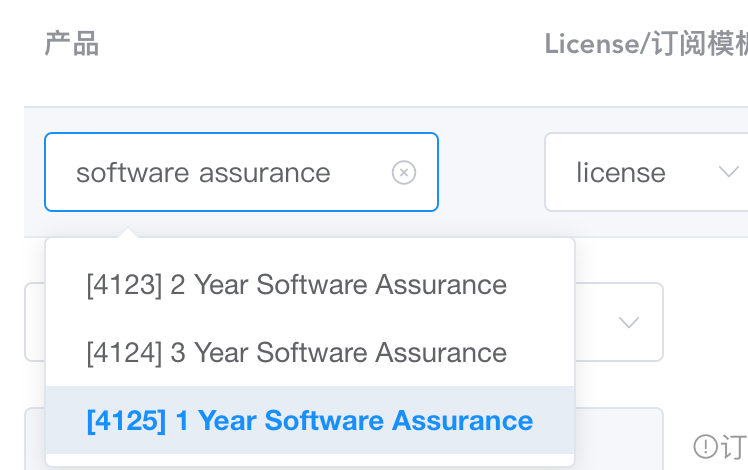 产品
License/订阅模板
software assurance
license
[4123] 2 Year Software Assurance
[4124] 3 Year Software Assurance
[4125] 1 Year Software Assurance
订